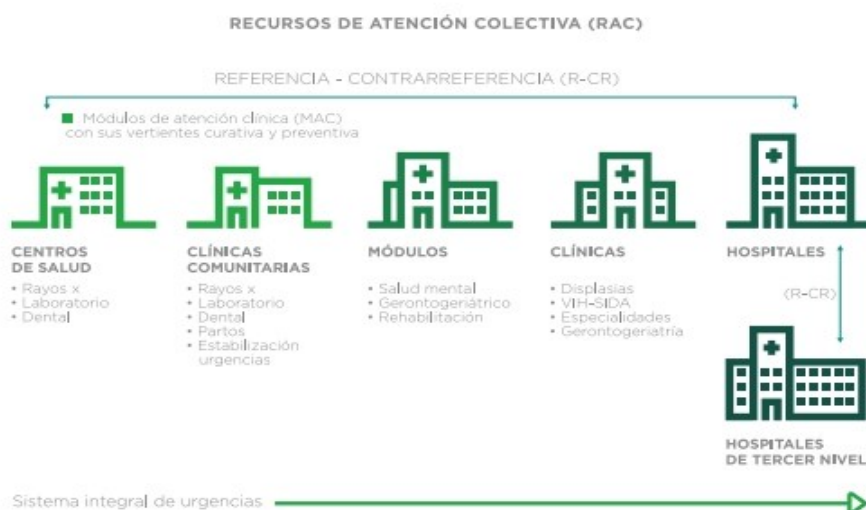 RECURSOS DE ATENCIÓN COLECTIVA (RAC)
REFERENCIA - CONTRARREFERENCIA (R-CR)
Módulos de atención clínica (MAC)
con sus vertientes curativa y preventiva
CENTROS
DE SALUD
• Rayos x
• Laboratorio
• Dental
CLÍNICAS
COMUNITARIAS
• Rayos x
• Laboratorio
• Dental
• Partos
• Estabilización
urgencias
MÓDULOS
• Salud mental
• Gerontogeriátrico
• Rehabilitación
CLÍNICAS
• Displasias
• VIH-SIDA
• Especialidades
• Gerontogeriatría
HOSPITALES
(R-CR)
HOSPITALES
DE TERCER NIVEL
Sistema integral de urgencias